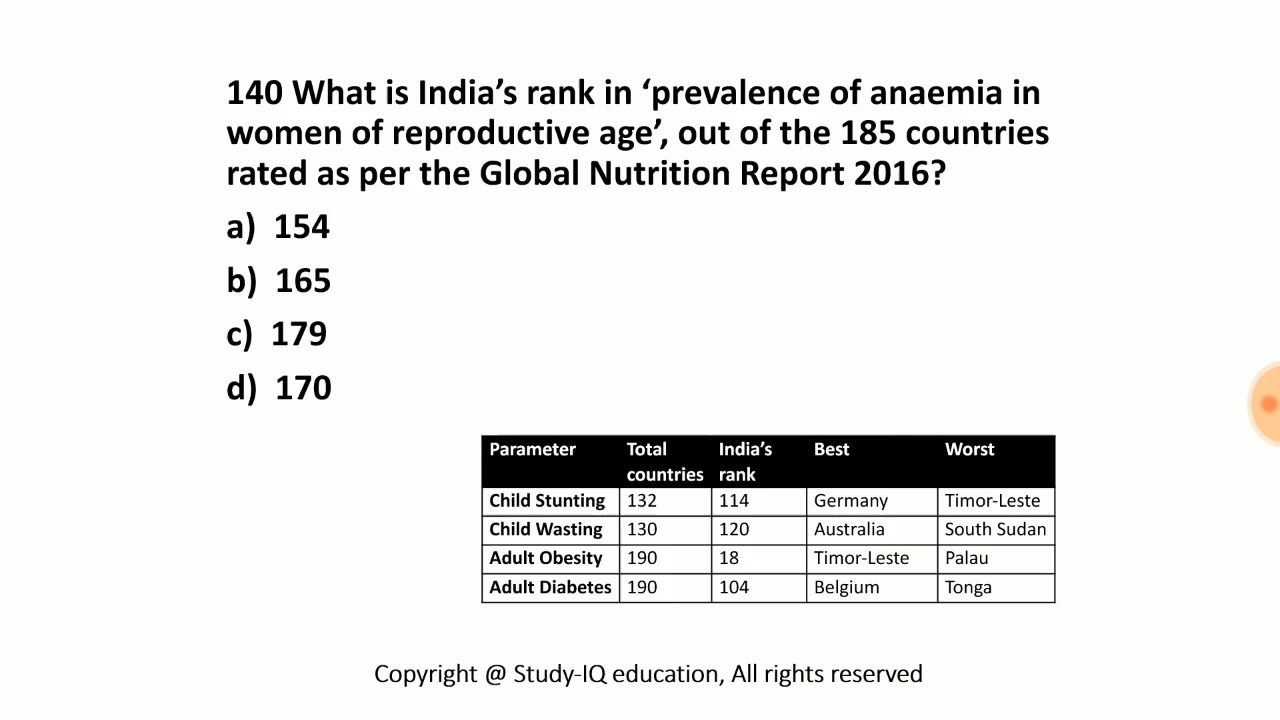 140 What is India’s rank in ‘prevalence of anaemia in
women of reproductive age’, out of the 185 countries
rated as per the Global Nutrition Report 2016?
a) 154
b) 165
c) 179
d) 170
Parameter Total countries India’s rank Best Worst
Child Stunting 132 114 Germany Timor-Leste
Child Wasting 130 120 Australia South Sudan
Adult Obesity 190 18 Timor-Leste Palau
Adult Diabetes 190 104 Belgium Tonga
Copyright @ Study-IQ education, All rights reserved